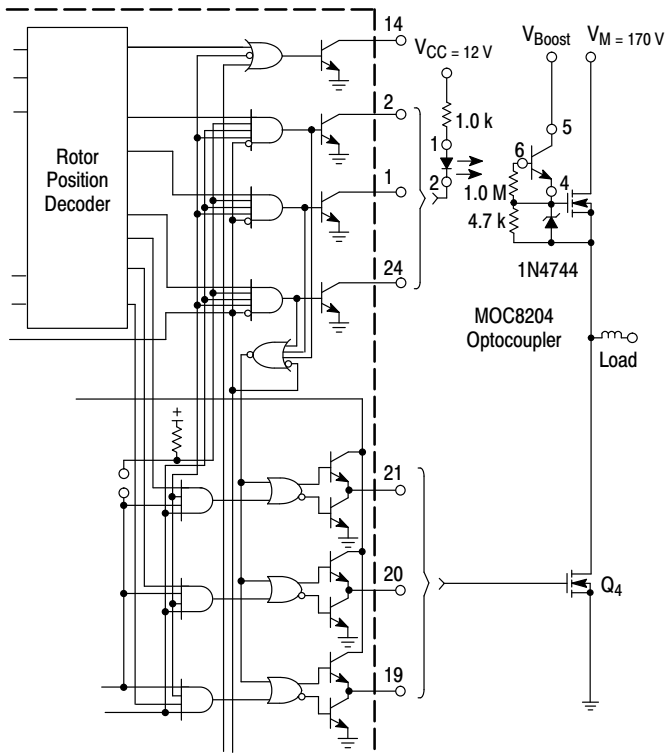 14
V_CC = 12 V
V_Boost
V_M = 170 V
2
1.0 k
1
5
6
2
1.0 M
4
1
4.7 k
Rotor
Position
Decoder
1N4744
24
MOC8204
Optocoupler
Load
+
21
20
Q_4
19